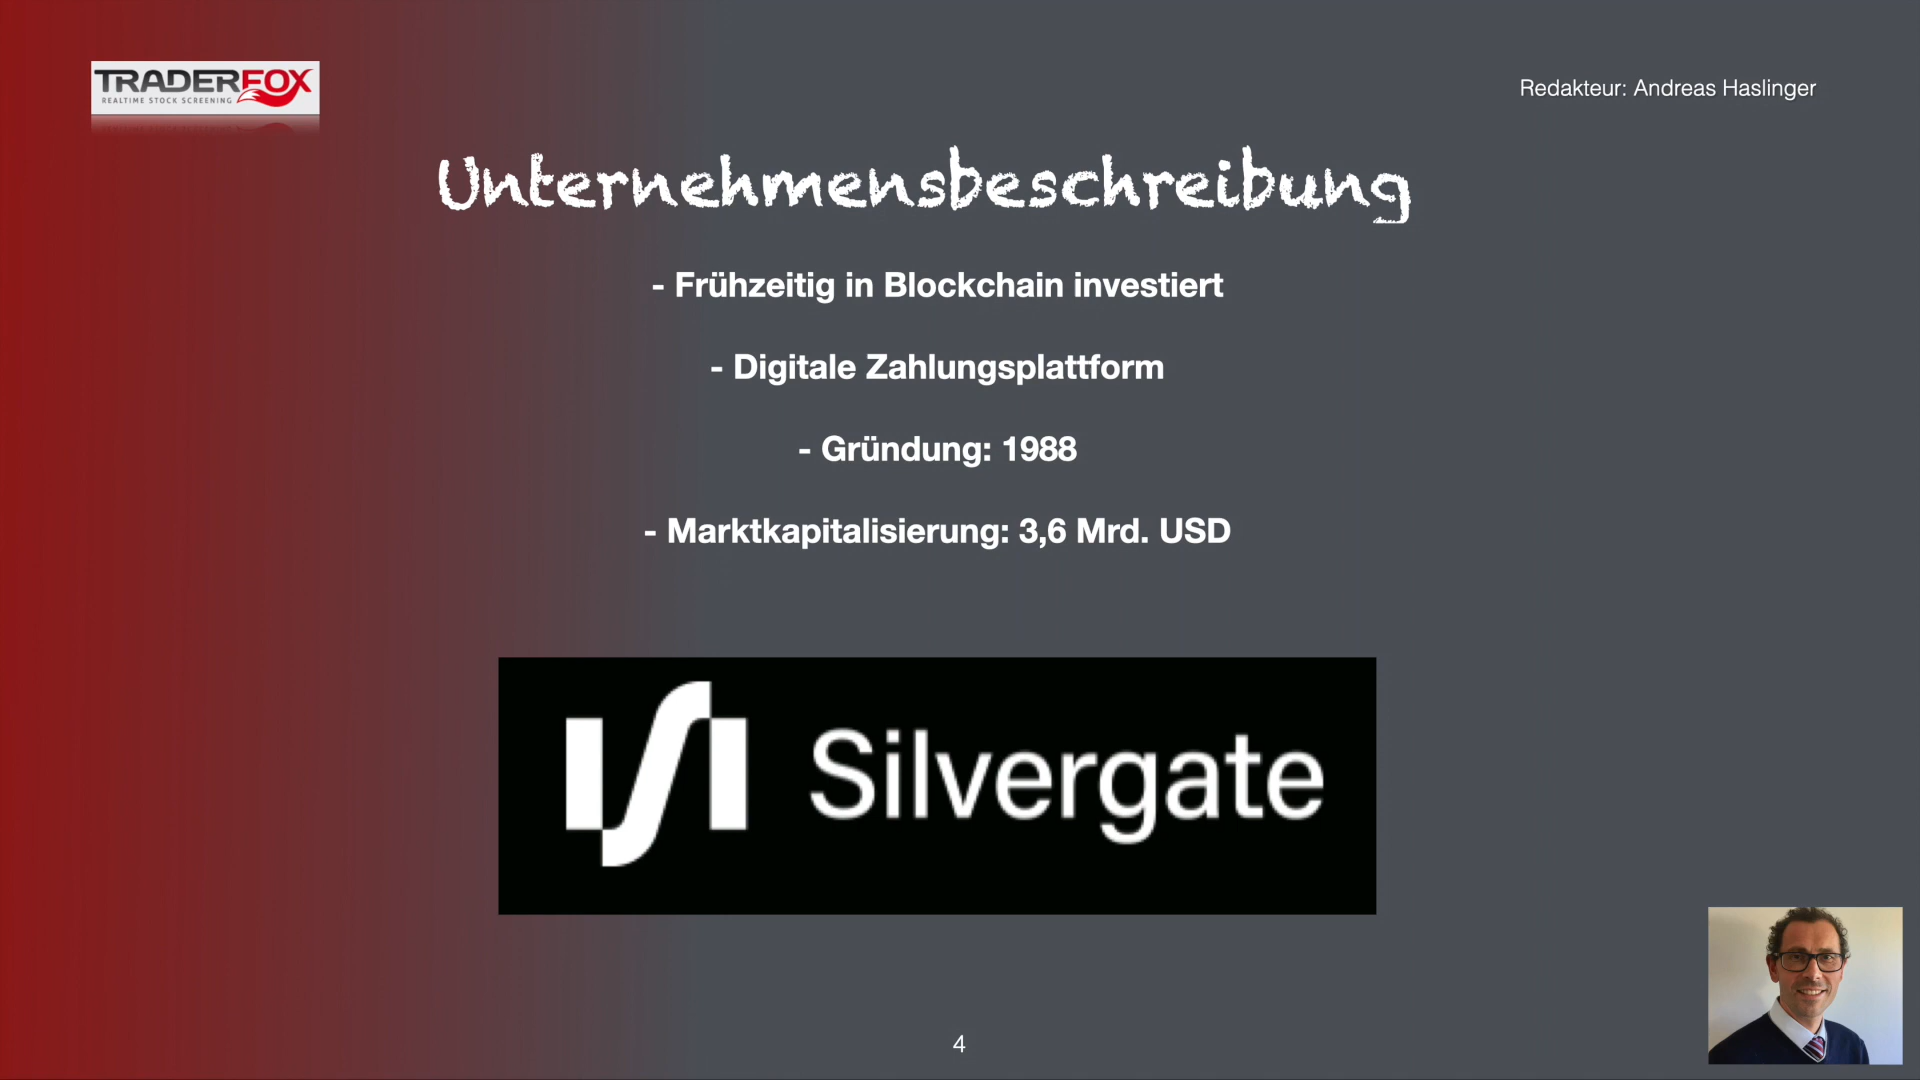 TRADERFOX
REALTIME STOCK SCREENING
Redakteur: Andreas Haslinger
Unternehmensbeschreibung
- Frühzeitig in Blockchain investiert
- Digitale Zahlungsplattform
- Gründung: 1988
- Marktkapitalisierung: 3,6 Mrd. USD
Silvergate
4